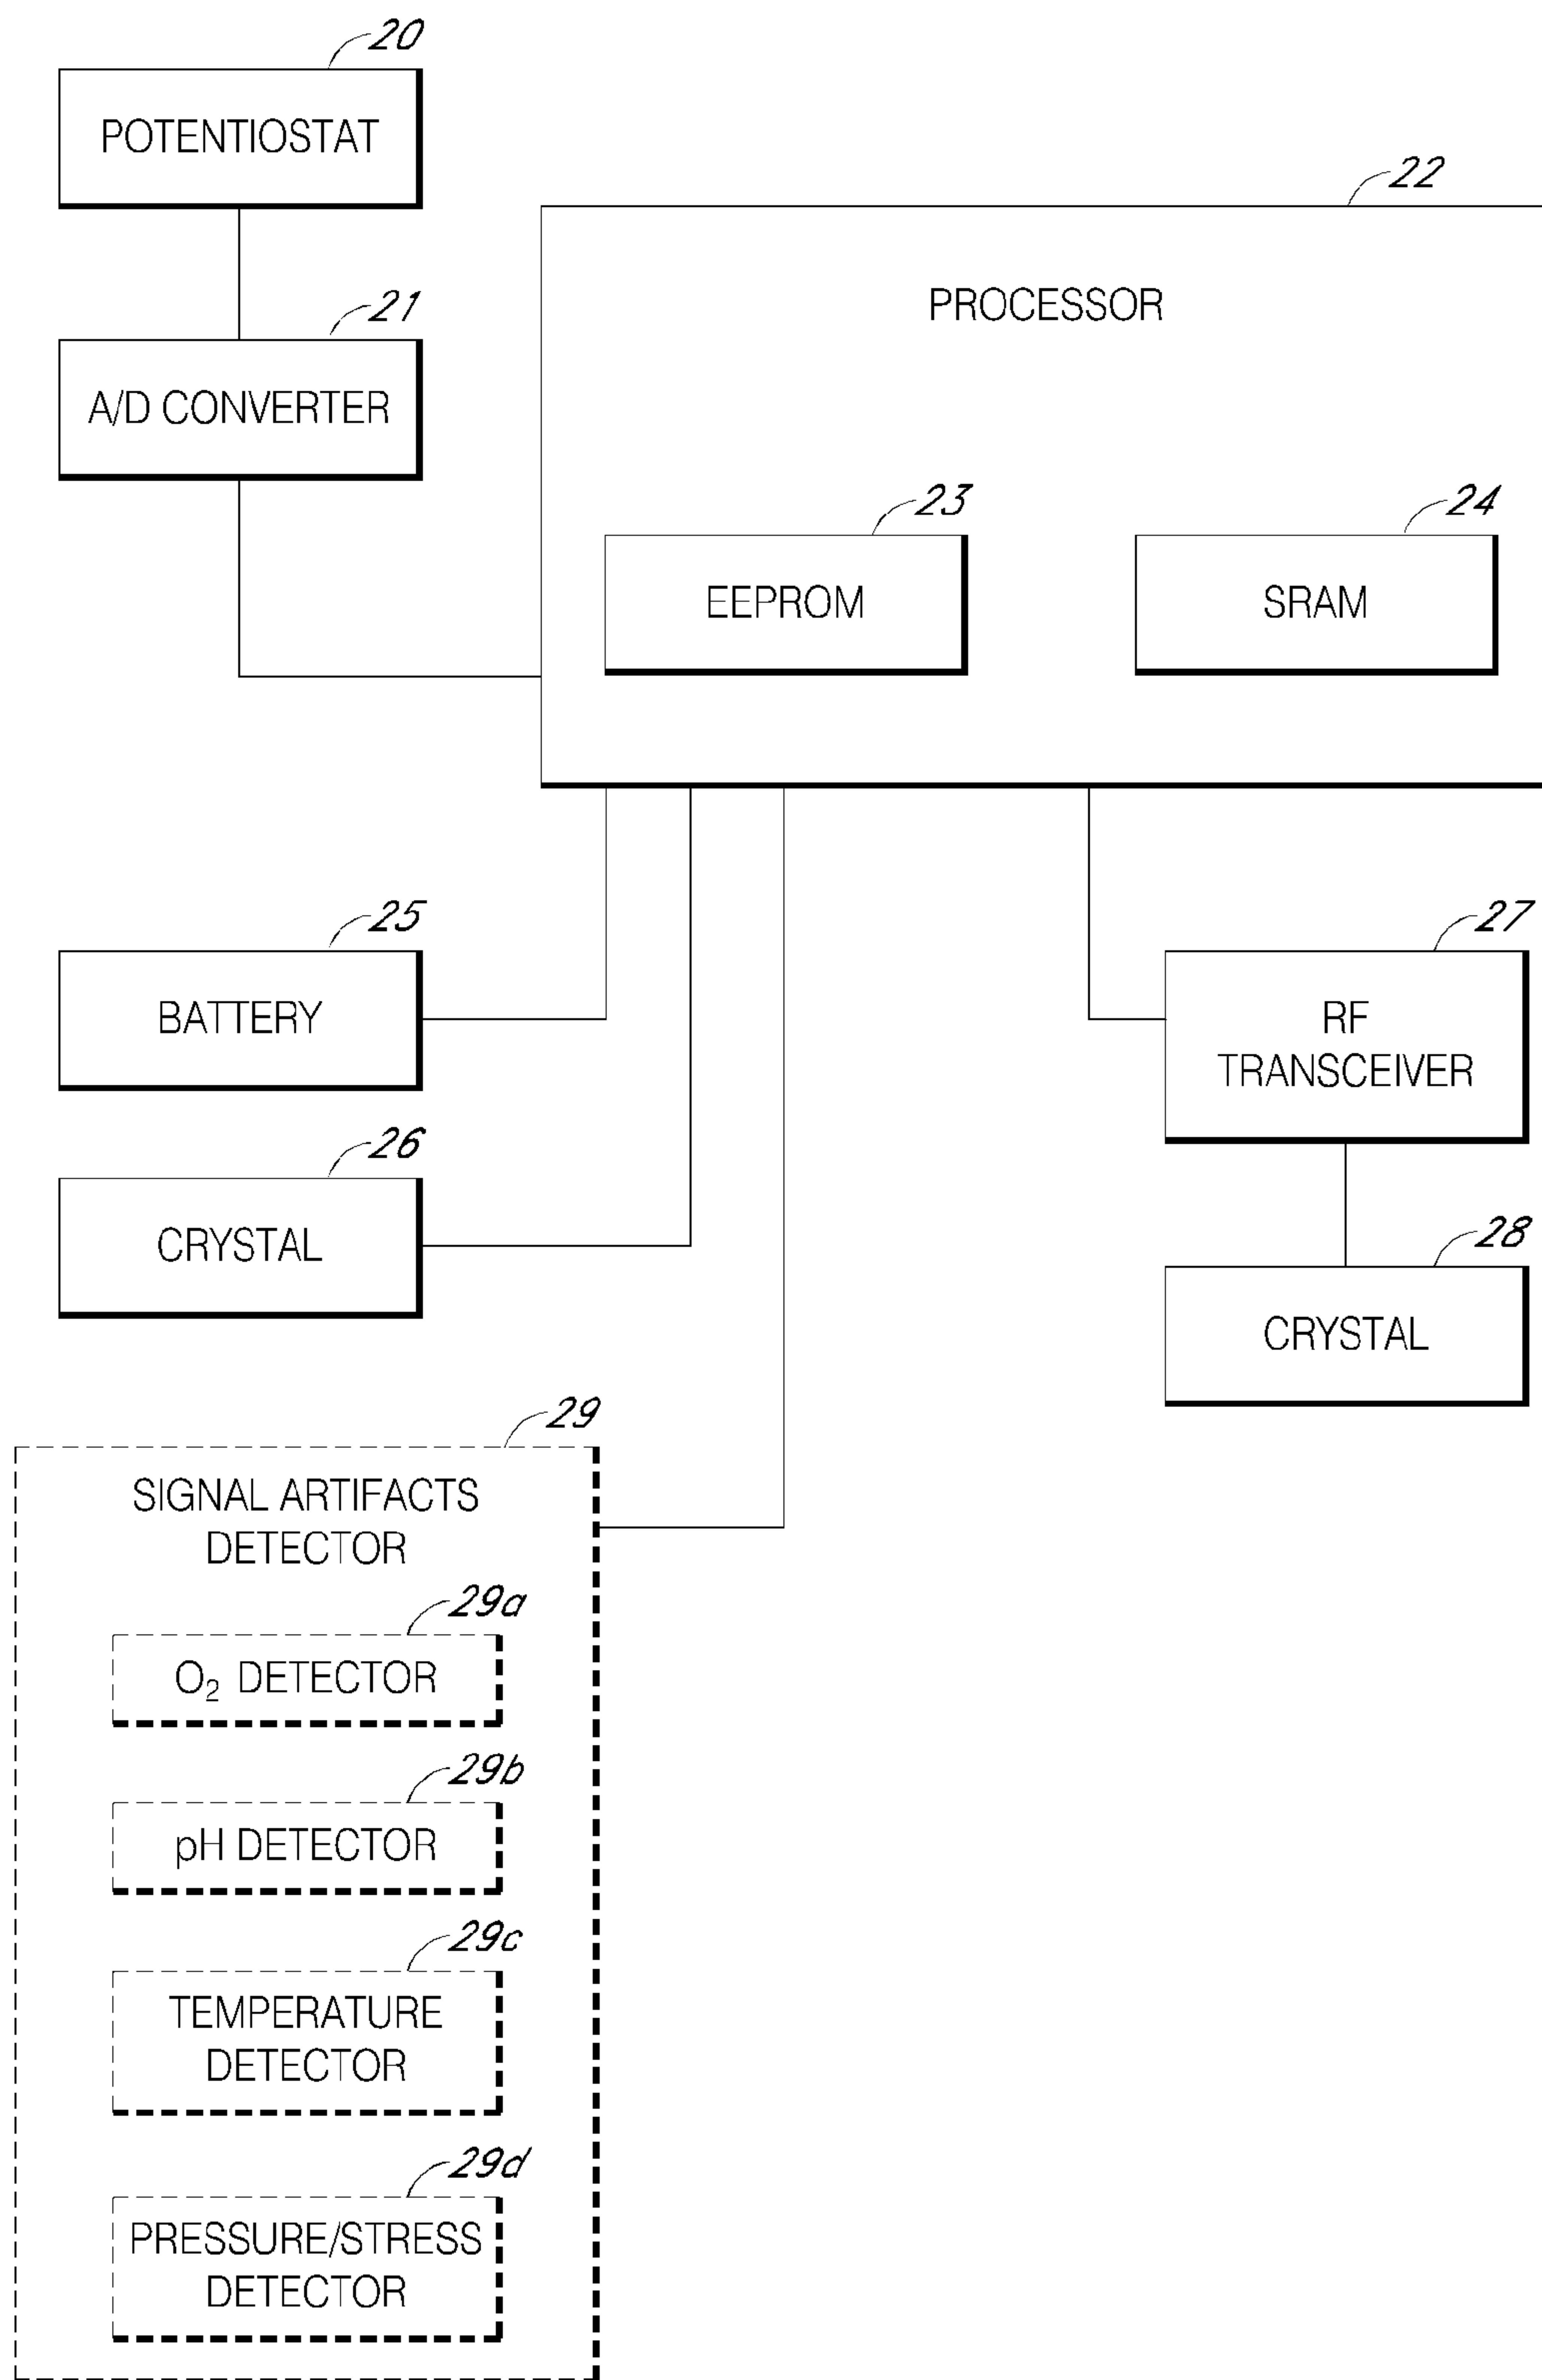 20
POTENTIOSTAT
21
A/D CONVERTER
22
PROCESSOR
23
EEPROM
24
SRAM
25
BATTERY
26
CRYSTAL
27
RF
TRANSCEIVER
28
CRYSTAL
29
SIGNAL ARTIFACTS
DETECTOR
29a
O₂ DETECTOR
29b
pH DETECTOR
29c
TEMPERATURE
DETECTOR
29d
PRESSURE/STRESS
DETECTOR